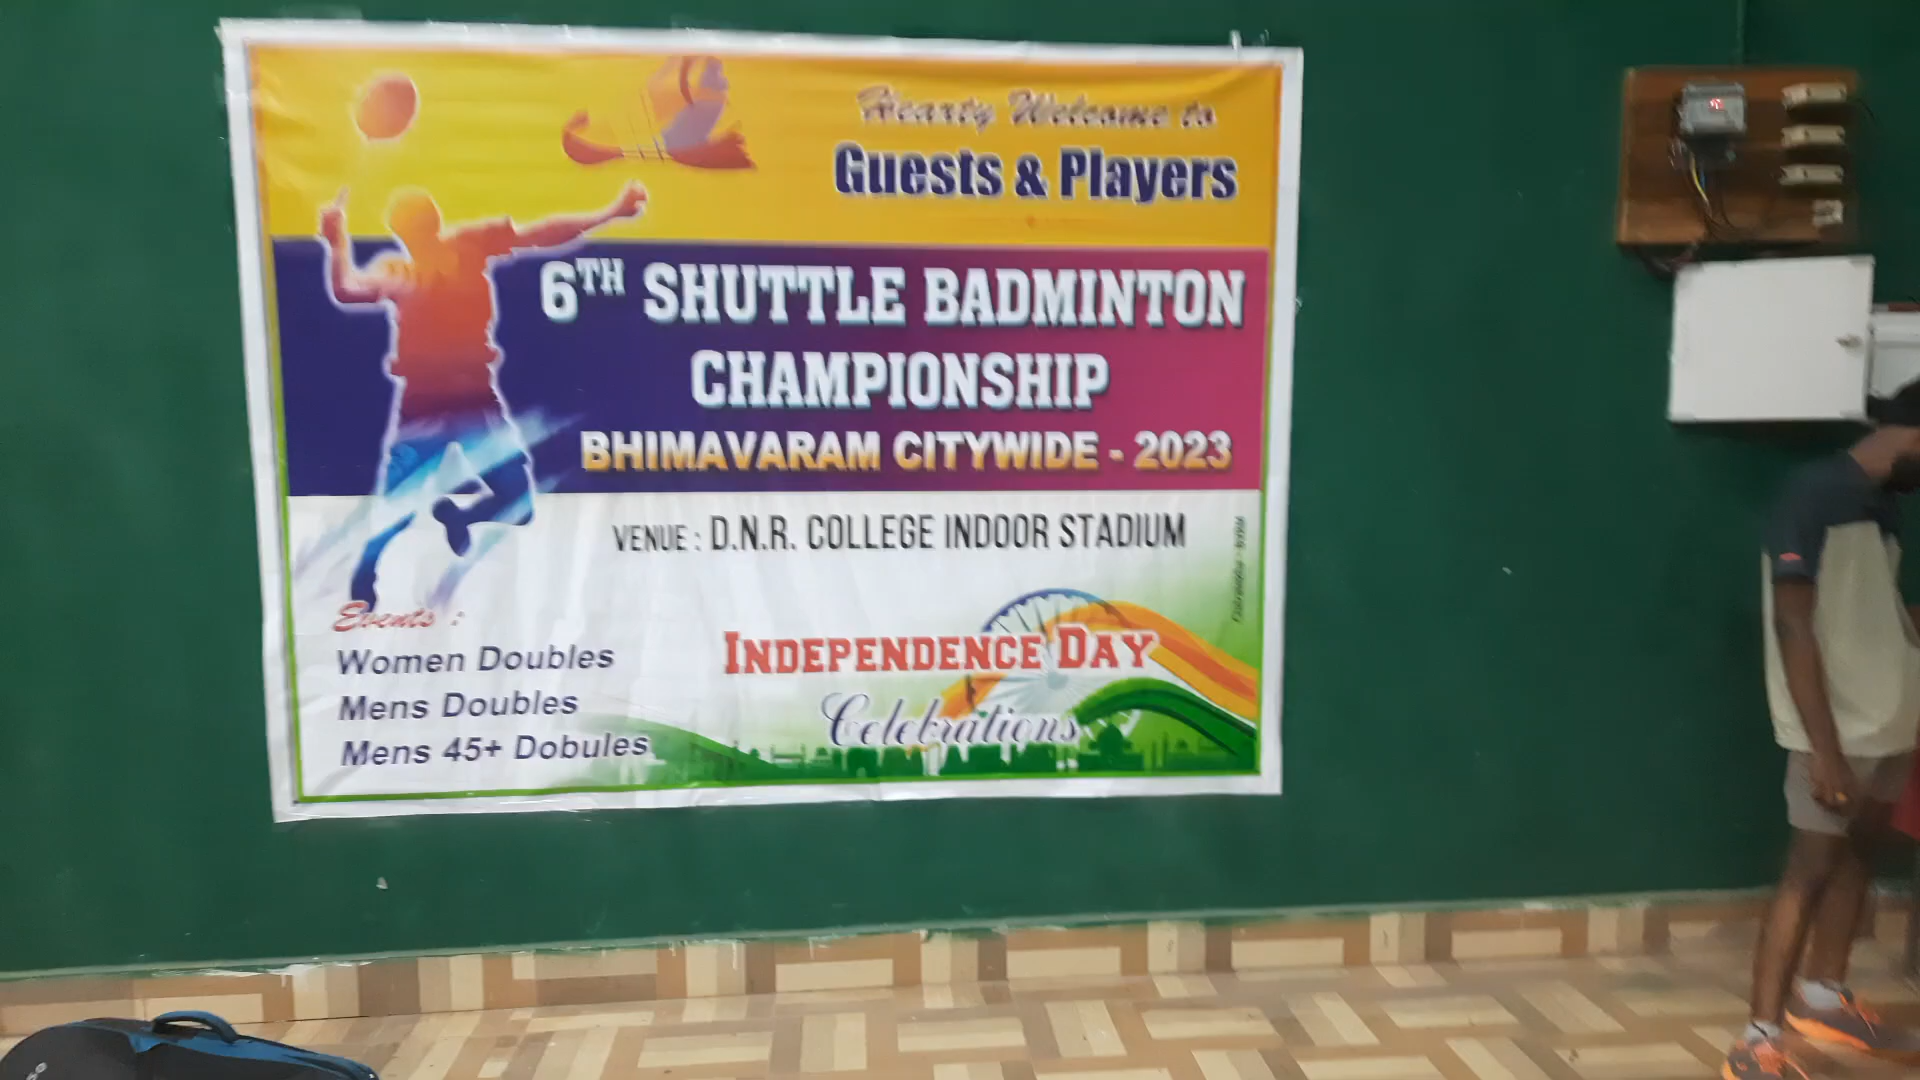 Hearty Welcome to
Guests & Players
6TH SHUTTLE BADMINTON
CHAMPIONSHIP
BHIMAVARAM CITYWIDE - 2023
VENUE : D.N.R. COLLEGE INDOOR STADIUM
Events :
Women Doubles
Mens Doubles
Mens 45+ Dobules
INDEPENDENCE DAY
Celebrations